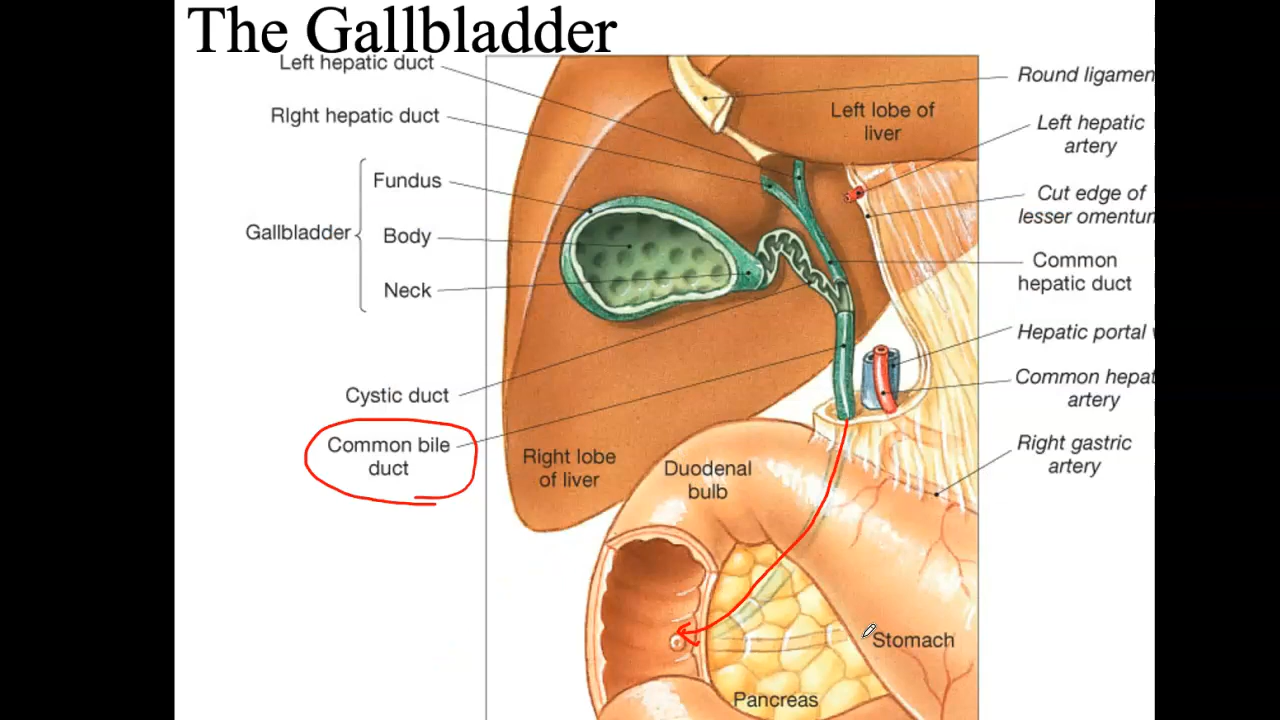 The Gallbladder
Left hepatic duct
RIght hepatic duct
Fundus
Gallbladder
Body
Neck
Cystic duct
Common bile
duct
Right lobe
of liver
Duodenal
bulb
Left lobe of
liver
Round ligamen
Left hepatic
artery
Cut edge of
lesser omentum
Common
hepatic duct
Hepatic portal
Common hepat
artery
Right gastric
artery
Stomach
Pancreas